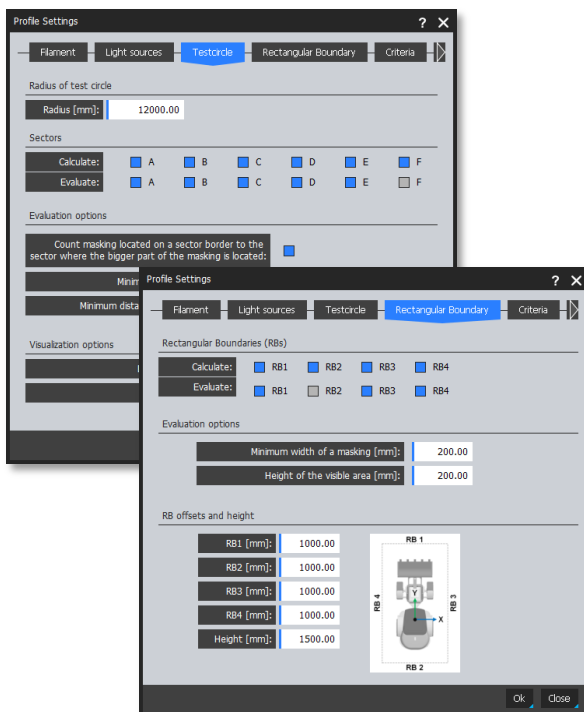 Profile Settings ? ✕
Filament Light sources Testcircle Rectangular Boundary Criteria
Radius of test circle
Radius [mm]: 12000.00
Sectors
Calculate: A B C D E F
Evaluate: A B C D E F
Evaluation options
Count masking located on a sector border to the
sector where the bigger part of the masking is located:
Minimum dista
Visualization options
Profile Settings ? ✕
Filament Light sources Testcircle Rectangular Boundary Criteria
Rectangular Boundaries (RBs)
Calculate: RB1 RB2 RB3 RB4
Evaluate: RB1 RB2 RB3 RB4
Evaluation options
Minimum width of a masking [mm]: 200.00
Height of the visible area [mm]: 200.00
RB offsets and height
RB1 [mm]: 1000.00
RB2 [mm]: 1000.00
RB3 [mm]: 1000.00
RB4 [mm]: 1000.00
Height [mm]: 1500.00
RB 1
RB 4
Y
X
RB 3
RB 2
Ok Close